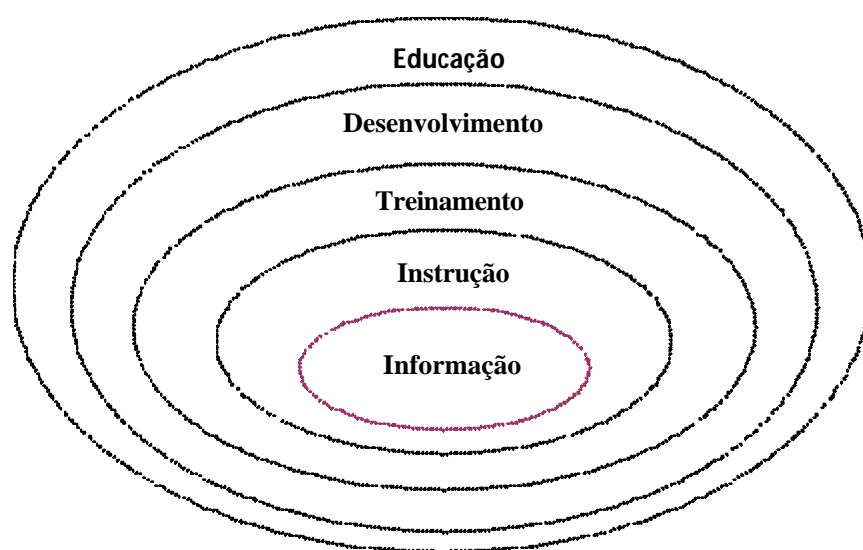 Educação
Desenvolvimento
Treinamento
Instrução
Informação